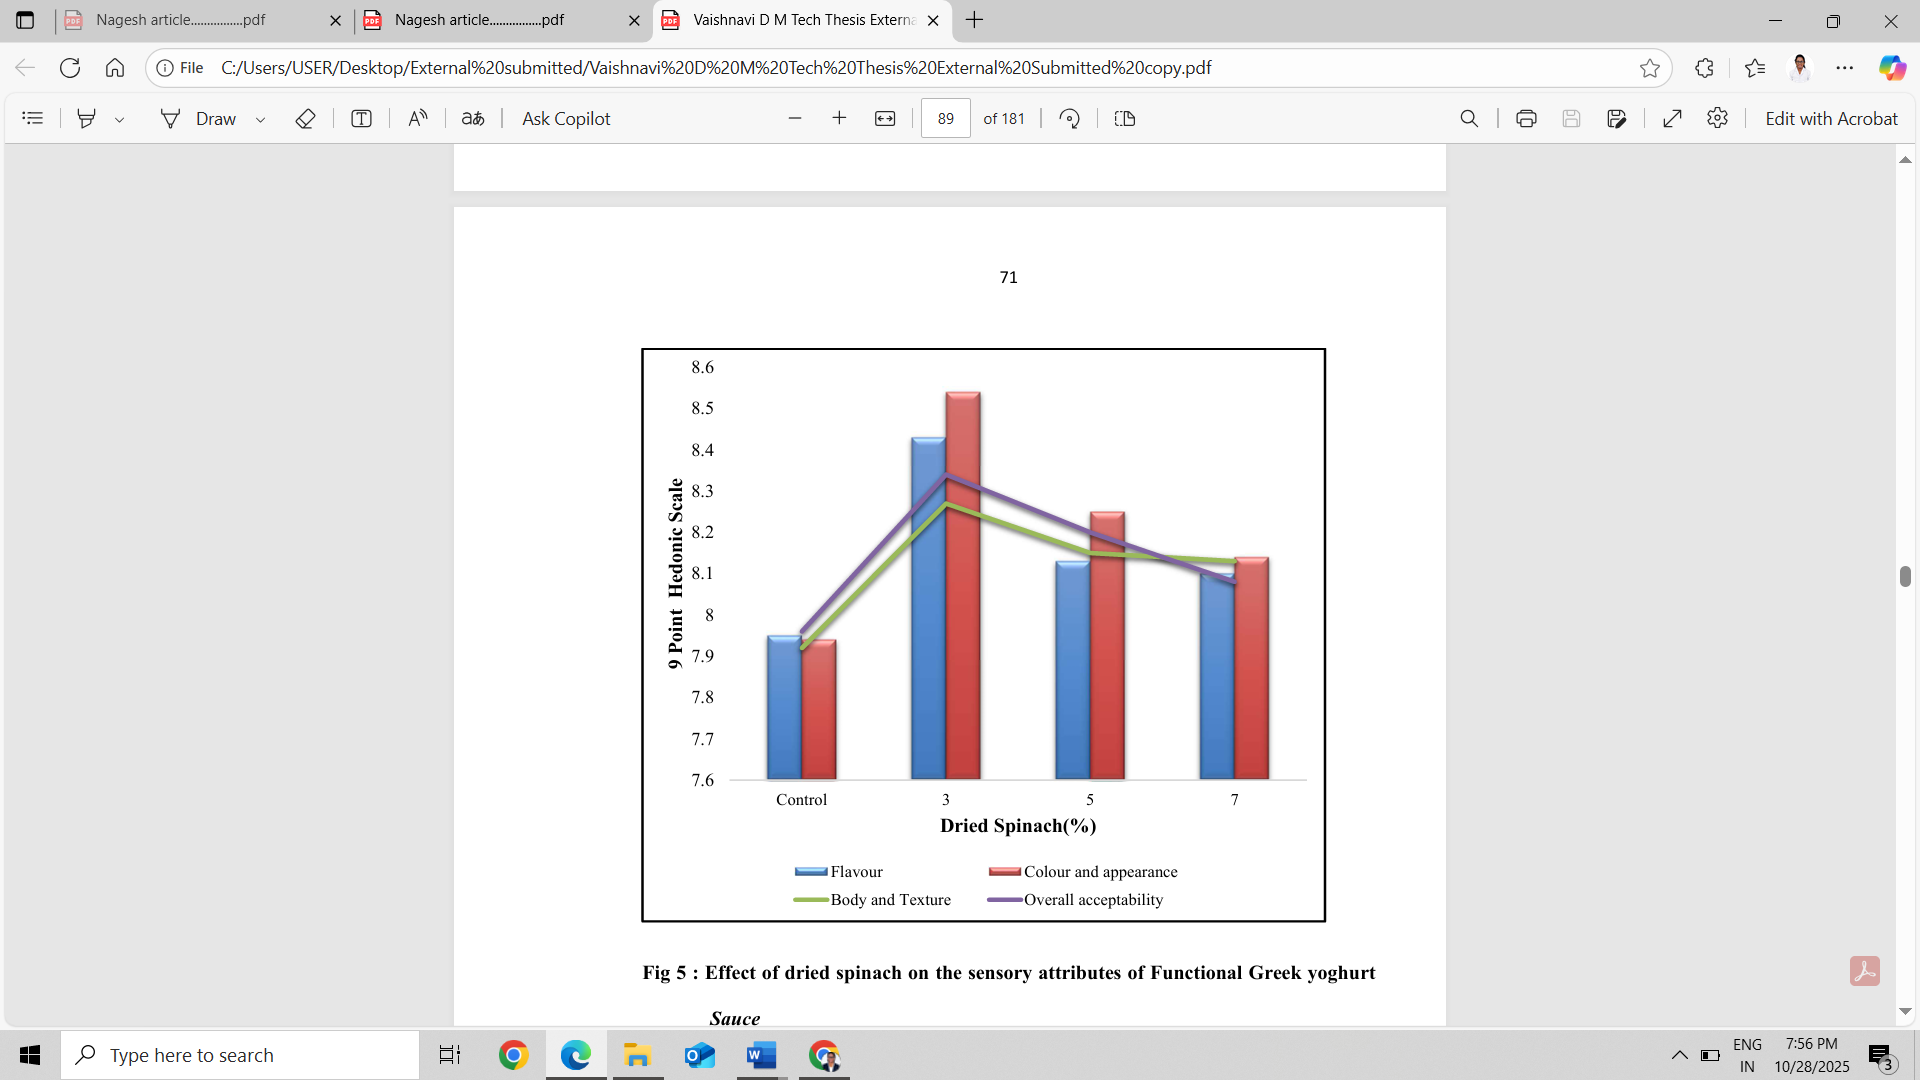 Nagesh article................pdf
Nagesh article...............pdf
Vaishnavi D M Tech Thesis Externa
File
C:/Users/USER/Desktop/External%20submitted/Vaishnavi%20D%20M%20Tech%20Thesis%20External%20Submitted%20copy.pdf
Draw
Ask Copilot
89 of 181
Edit with Acrobat
71
8.6
8.5
8.4
8.3
8.2
8.1
8
7.9
7.8
7.7
7.6
9 Point Hedonic Scale
Control 3 5 7
Dried Spinach(%)
Flavour Colour and appearance
Body and Texture Overall acceptability
Fig 5 : Effect of dried spinach on the sensory attributes of Functional Greek yoghurt
Sauce
Type here to search
ENG
IN
7:56 PM
10/28/2025
3